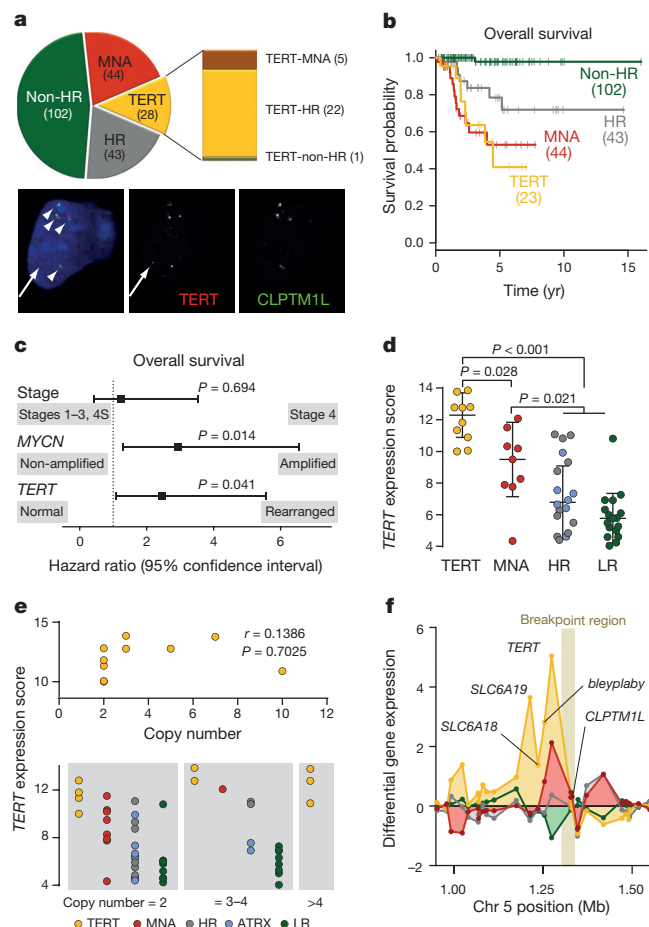 a
MNA
(44)
Non-HR
(102)
TERT
(28)
HR
(43)
TERT-MNA (5)
TERT-HR (22)
TERT-non-HR (1)
TERT
CLPTM1L
b
Overall survival
Survival probability
1.0
0.8
0.6
0.4
0.2
0.0
Non-HR
(102)
HR
(43)
MNA
(44)
TERT
(23)
0 5 10 15
Time (yr)
c
Overall survival
Stage
P = 0.694
Stages 1–3, 4S
Stage 4
MYCN
P = 0.014
Non-amplified
Amplified
TERT
P = 0.041
Normal
Rearranged
0 2 4 6
Hazard ratio (95% confidence interval)
d
P < 0.001
P = 0.028
P = 0.021
TERT expression score
14
12
10
8
6
4
TERT MNA HR LR
e
15
10
r = 0.1386
P = 0.7025
0 2 4 6 8 10 12
Copy number
TERT expression score
12
8
4
Copy number = 2
= 3–4
>4
TERT MNA HR ATRX LR
f
Breakpoint region
Differential gene expression
6
4
2
0
−2
TERT
SLC6A19
bleyplaby
SLC6A18
CLPTM1L
1.00 1.25 1.50
Chr 5 position (Mb)